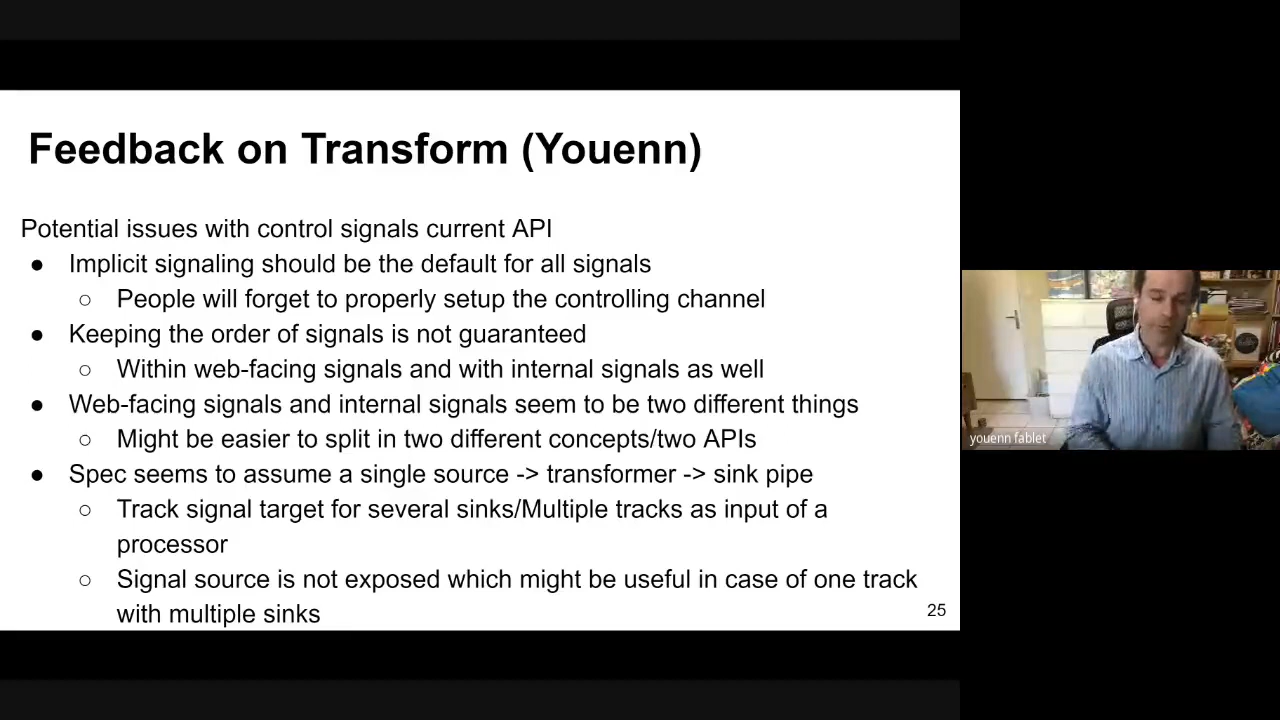 Feedback on Transform (Youenn)
Potential issues with control signals current API
● Implicit signaling should be the default for all signals
○ People will forget to properly setup the controlling channel
● Keeping the order of signals is not guaranteed
○ Within web-facing signals and with internal signals as well
● Web-facing signals and internal signals seem to be two different things
○ Might be easier to split in two different concepts/two APIs
● Spec seems to assume a single source -> transformer -> sink pipe
○ Track signal target for several sinks/Multiple tracks as input of a
processor
○ Signal source is not exposed which might be useful in case of one track
with multiple sinks
25
youenn fablet